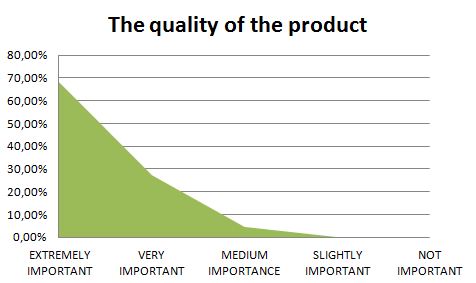 The quality of the product
80,00%
70,00%
60,00%
50,00%
40,00%
30,00%
20,00%
10,00%
0,00%
EXTREMELY IMPORTANT
VERY IMPORTANT
MEDIUM IMPORTANCE
SLIGHTLY IMPORTANT
NOT IMPORTANT